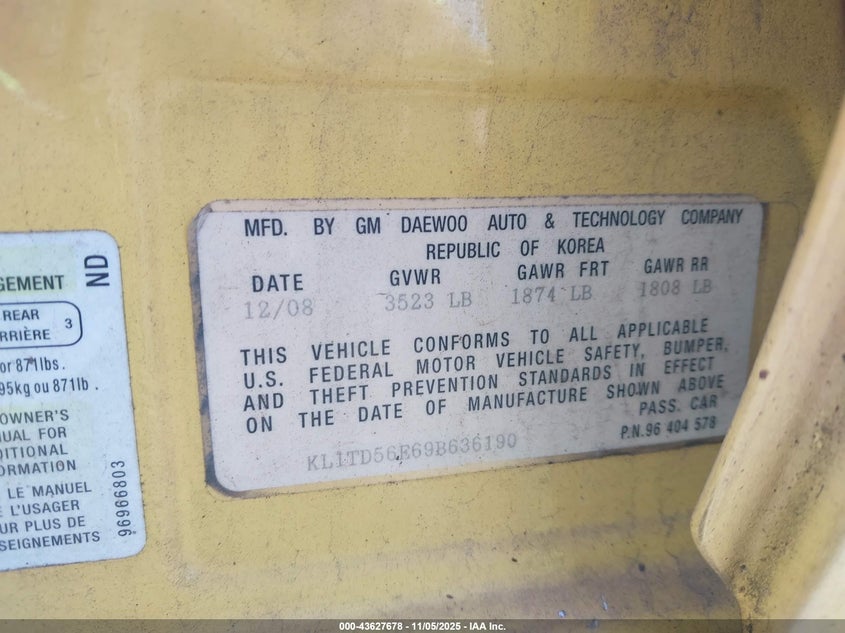 GEMENT
ND
REAR
RRIÈRE 3
or 871lbs.
95kg ou 871lb.
OWNER'S
NUAL FOR
DITIONAL
ORMATION
LE MANUEL
L'USAGER
UR PLUS DE
SEIGNEMENTS
96966803
MFD. BY GM DAEWOO AUTO & TECHNOLOGY COMPANY
REPUBLIC OF KOREA
DATE GVWR GAWR FRT GAWR RR
12/08 3523 LB 1874 LB 1808 LB
THIS VEHICLE CONFORMS TO ALL APPLICABLE
U.S. FEDERAL MOTOR VEHICLE SAFETY, BUMPER,
AND THEFT PREVENTION STANDARDS IN EFFECT
ON THE DATE OF MANUFACTURE SHOWN ABOVE
PASS. CAR
KL1TD56E69B636190
P.N. 96 404 578
000-43627678 - 11/05/2025 - IAA Inc.